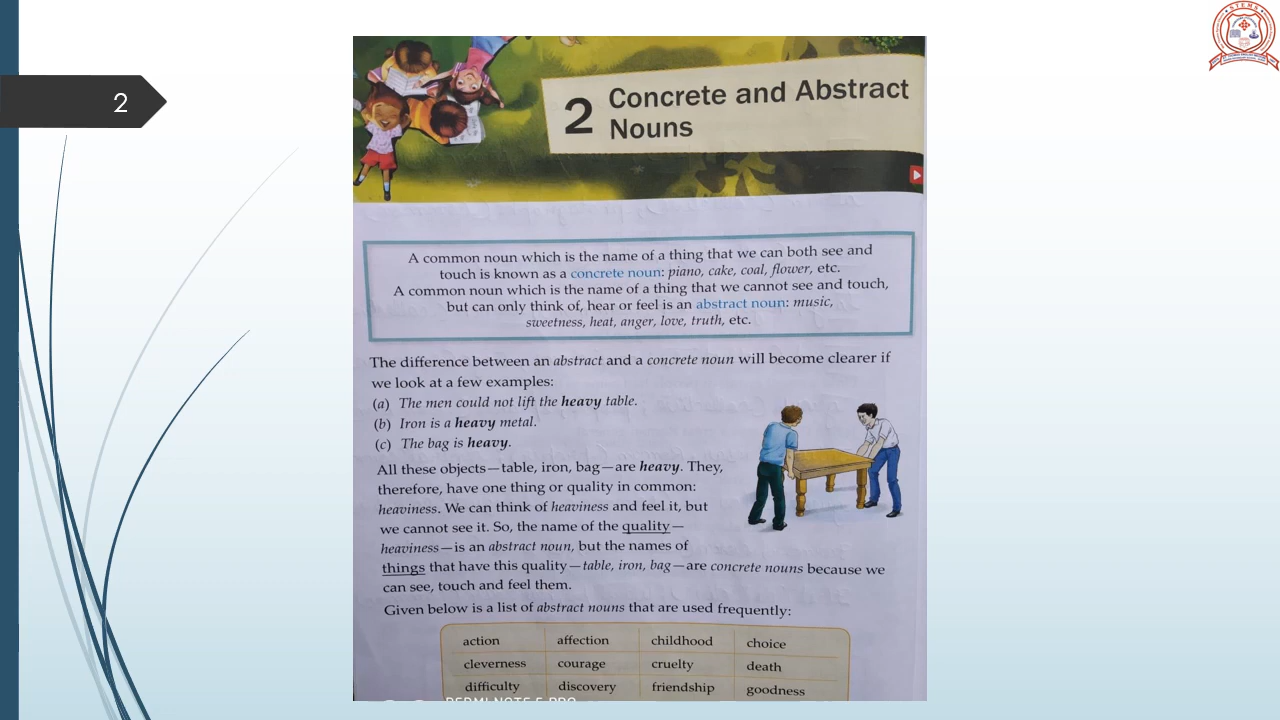 2
2 Concrete and Abstract
Nouns
A common noun which is the name of a thing that we can both see and
touch is known as a concrete noun: piano, cake, coal, flower, etc.
A common noun which is the name of a thing that we cannot see and touch,
but can only think of, hear or feel is an abstract noun: music,
sweetness, heat, anger, love, truth, etc.
The difference between an abstract and a concrete noun will become clearer if
we look at a few examples:
(a) The men could not lift the heavy table.
(b) Iron is a heavy metal.
(c) The bag is heavy.
All these objects—table, iron, bag—are heavy. They,
therefore, have one thing or quality in common:
heaviness. We can think of heaviness and feel it, but
we cannot see it. So, the name of the quality—
heaviness—is an abstract noun, but the names of
things that have this quality—table, iron, bag—are concrete nouns because we
can see, touch and feel them.
Given below is a list of abstract nouns that are used frequently:
action affection childhood choice
cleverness courage cruelty death
difficulty discovery friendship goodness